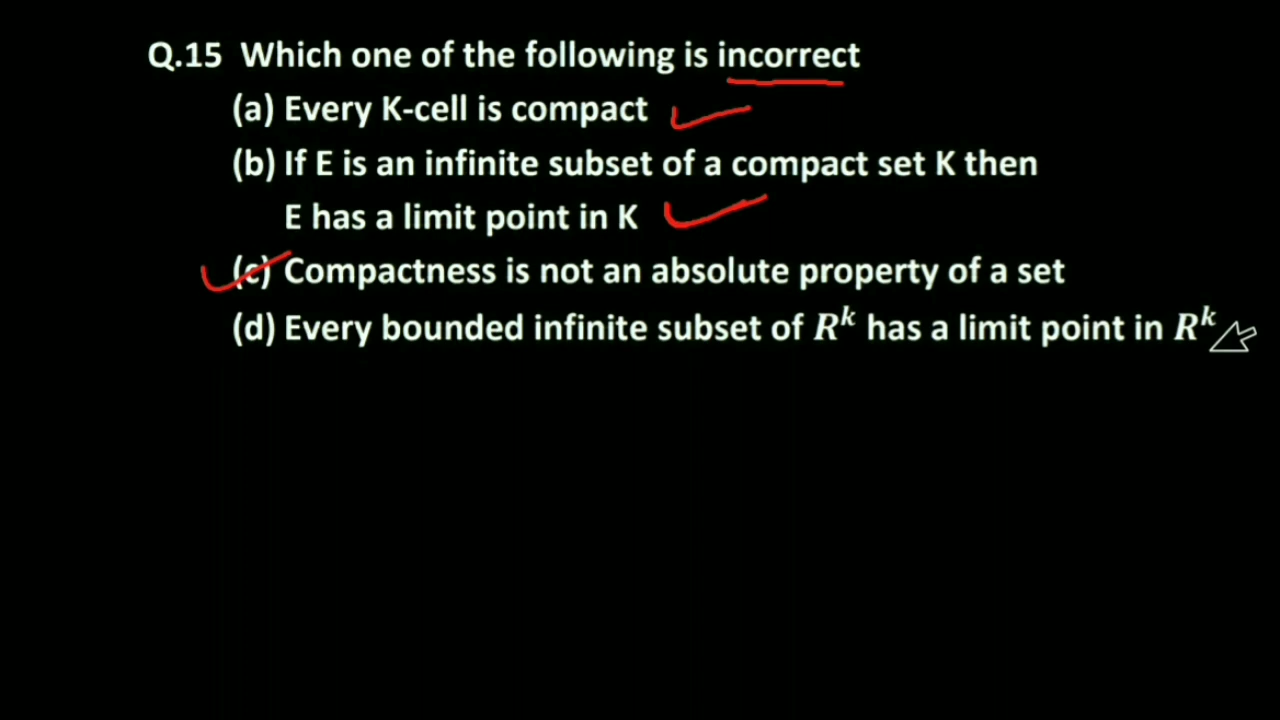 Q.15 Which one of the following is incorrect
(a) Every K-cell is compact
(b) If E is an infinite subset of a compact set K then
E has a limit point in K
(c) Compactness is not an absolute property of a set
(d) Every bounded infinite subset of Rᵏ has a limit point in Rᵏ